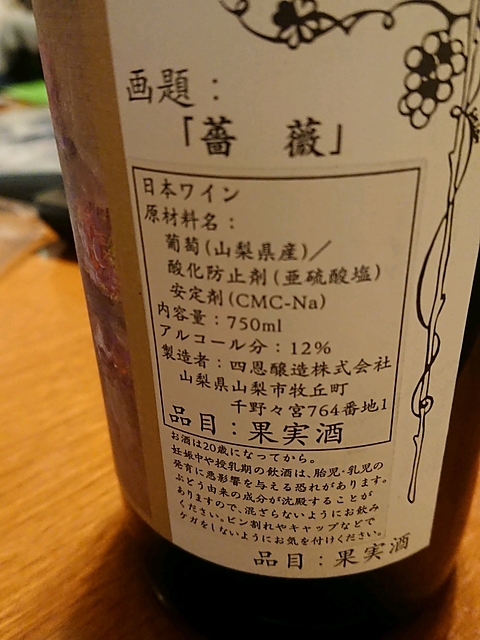 画題：
「薔　薇」
日本ワイン
原材料名：
葡萄(山梨県産)／
酸化防止剤(亜硫酸塩)
安定剤(CMC-Na)
内容量：750ml
アルコール分：12%
製造者：四恩醸造株式会社
山梨県山梨市牧丘町
千野々宮764番地1
品目：果実酒
お酒は20歳になってから。
妊娠中や授乳期の飲酒は、胎児・乳児の
発育に悪影響を与える恐れがあります。
ぶどう由来の成分が沈殿することが
ありますので、混ざらないようにお飲み
ください。ビン割れやキャップなどで
ケガをしないようにお気を付けください。
品目：果実酒